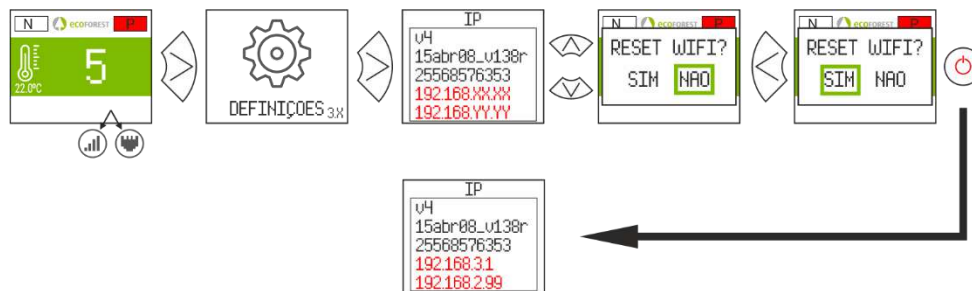 N ecoFOREST P
5
22.0ºC
DEFINIÇOES 3.X
IP
v4
15abr08_v138r
25568576353
192.168.XX.XX
192.168.YY.YY
N ecoFOREST P
RESET WIFI?
SIM NAO
N ecoFOREST P
RESET WIFI?
SIM NAO
IP
v4
15abr08_v138r
25568576353
192.168.3.1
192.168.2.99